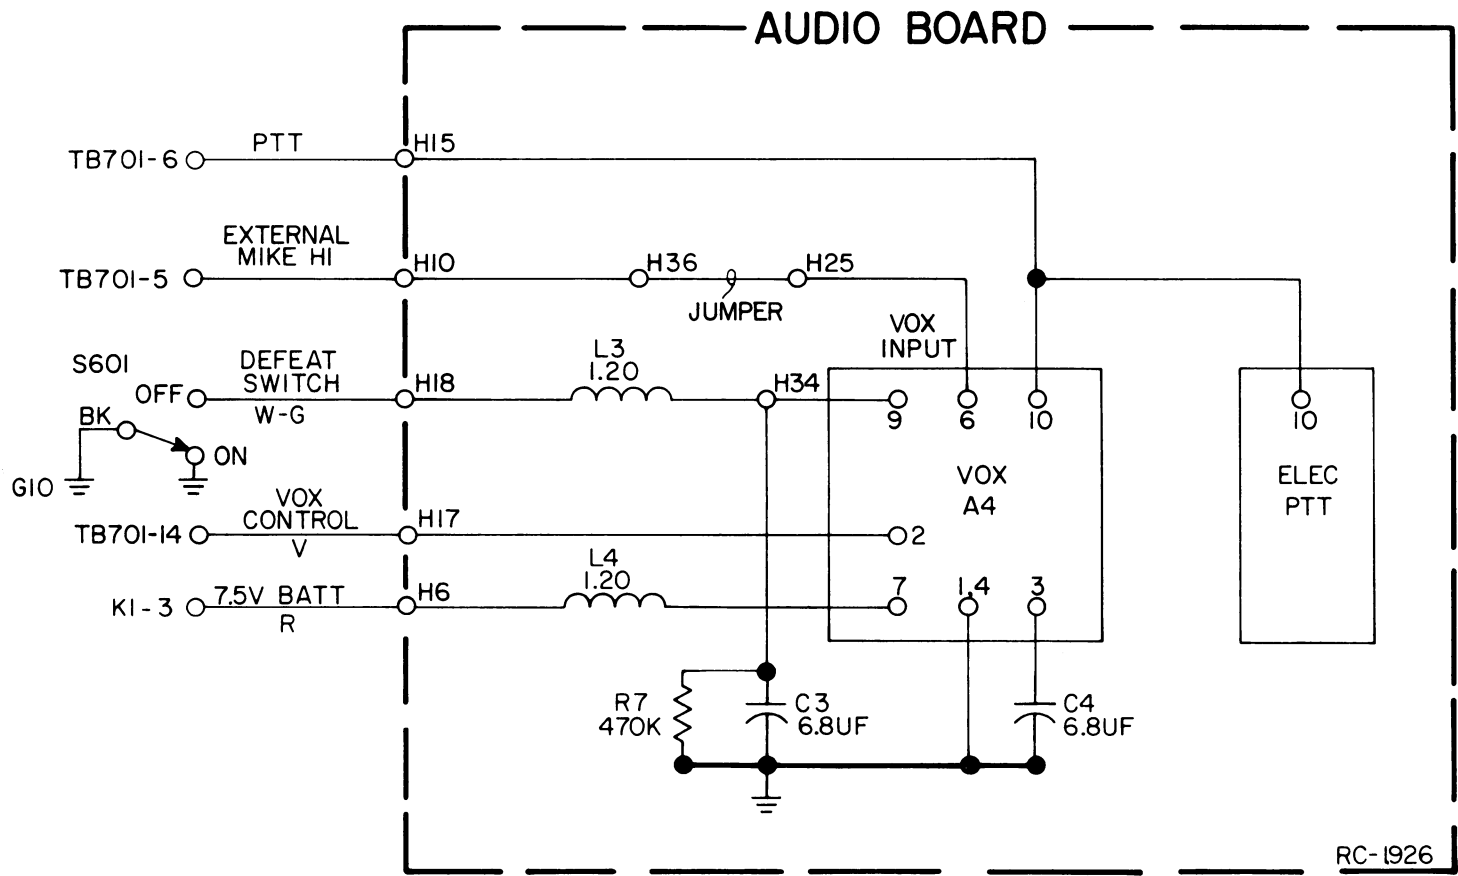 AUDIO BOARD
TB701-6
PTT
H15
EXTERNAL
MIKE HI
TB701-5
H10
H36
H25
JUMPER
VOX
INPUT
S601
DEFEAT
SWITCH
OFF
W-G
H18
L3
1.20
H34
9
6
10
10
BK
ON
G10
VOX
A4
ELEC
PTT
VOX
CONTROL
TB701-14
V
H17
2
L4
1.20
K1-3
7.5V BATT
R
H6
7
1,4
3
R7
470K
C3
6.8UF
C4
6.8UF
RC-1926